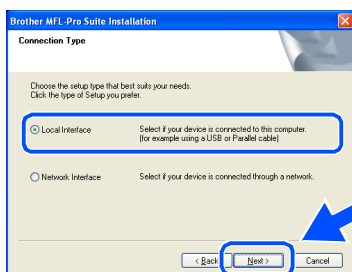 Brother MFL-Pro Suite Installation
Connection Type
Choose the setup type that best suits your needs.
Click the type of Setup you prefer.
Local Interface
Select if your device is connected to this computer.
(for example using a USB or Parallel cable)
Network Interface
Select if your device is connected through a network.
< Back
Next >
Cancel